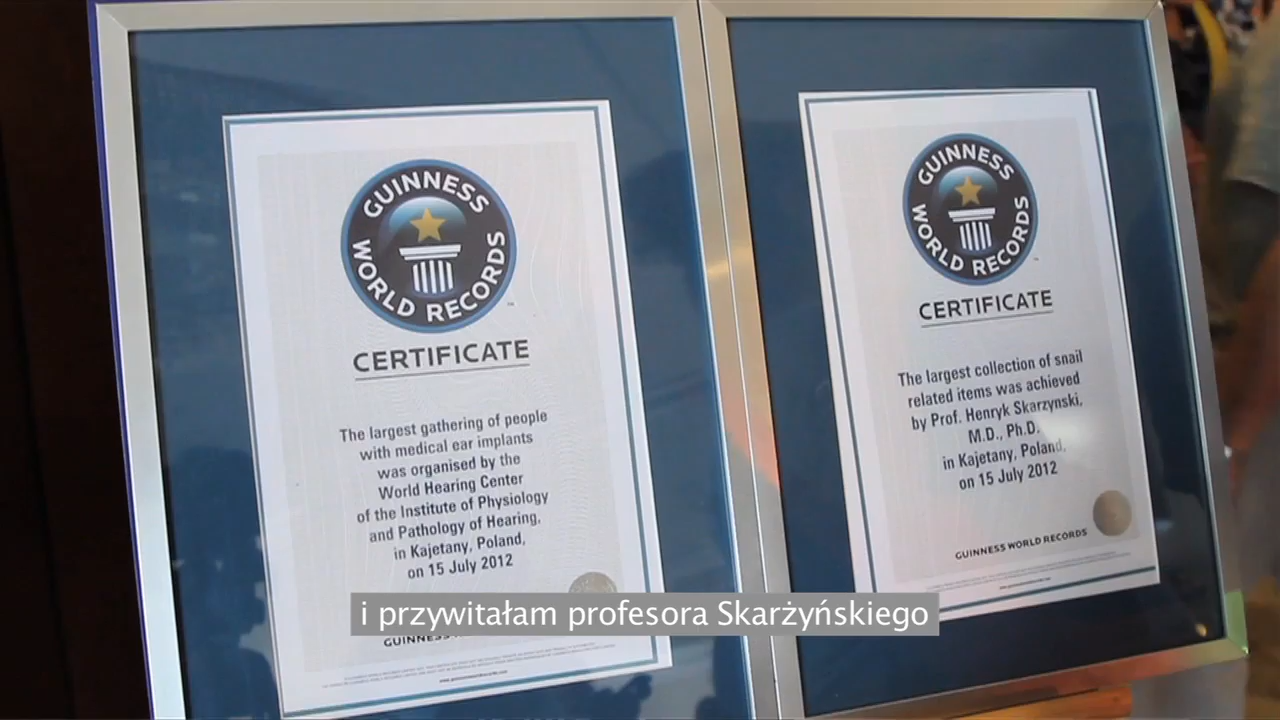 GUINNESS
WORLD RECORDS
CERTIFICATE
The largest gathering of people
with medical ear implants
was organised by the
World Hearing Center
of the Institute of Physiology
and Pathology of Hearing,
in Kajetany, Poland,
on 15 July 2012
GUINNESS
GUINNESS
WORLD RECORDS
TM
CERTIFICATE
The largest collection of snail
related items was achieved
by Prof. Henryk Skarzynski,
M.D., Ph.D.
in Kajetany, Poland,
on 15 July 2012
GUINNESS WORLD RECORDS
i przywitałam profesora Skarżyńskiego